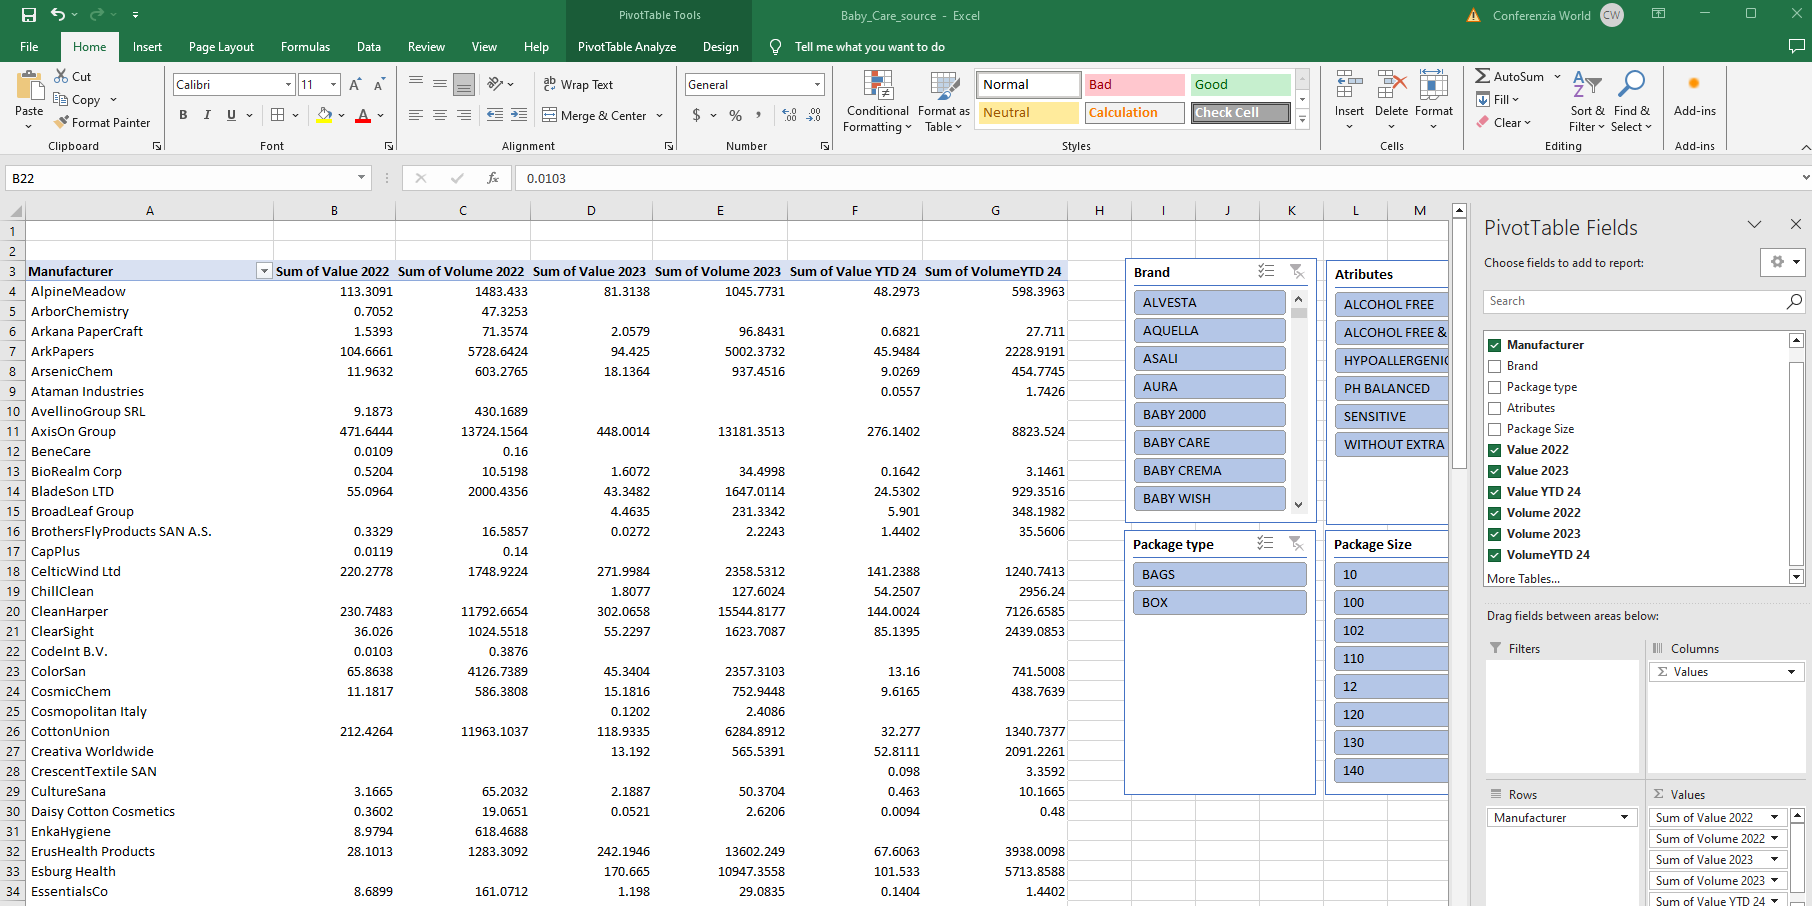 PivotTable Tools
Baby_Care_source - Excel
Conferenzia World CW
File Home Insert Page Layout Formulas Data Review View Help PivotTable Analyze Design Tell me what you want to do
Paste
Cut
Copy
Format Painter
Clipboard
Calibri 11
B I U
Font
Wrap Text
Merge & Center
Alignment
General
$ % ,
Number
Conditional Formatting
Format as Table
Normal Bad Good
Neutral Calculation Check Cell
Styles
Insert Delete Format
Cells
AutoSum
Fill
Clear
Sort & Filter
Find & Select
Editing
Add-ins
Add-ins
B22 fx 0.0103
A B C D E F G H I J K L M
1
2
3 Manufacturer Sum of Value 2022 Sum of Volume 2022 Sum of Value 2023 Sum of Volume 2023 Sum of Value YTD 24 Sum of VolumeYTD 24
4 AlpineMeadow 113.3091 1483.433 81.3138 1045.7731 48.2973 598.3963
5 ArborChemistry 0.7052 47.3253
6 Arkana PaperCraft 1.5393 71.3574 2.0579 96.8431 0.6821 27.711
7 ArkPapers 104.6661 5728.6424 94.425 5002.3732 45.9484 2228.9191
8 ArsenicChem 11.9632 603.2765 18.1364 937.4516 9.0269 454.7745
9 Ataman Industries 0.0557 1.7426
10 AvellinoGroup SRL 9.1873 430.1689
11 AxisOn Group 471.6444 13724.1564 448.0014 13181.3513 276.1402 8823.524
12 BeneCare 0.0109 0.16
13 BioRealm Corp 0.5204 10.5198 1.6072 34.4998 0.1642 3.1461
14 BladeSon LTD 55.0964 2000.4356 43.3482 1647.0114 24.5302 929.3516
15 BroadLeaf Group 4.4635 231.3342 5.901 348.1982
16 BrothersFlyProducts SAN A.S. 0.3329 16.5857 0.0272 2.2243 1.4402 35.5606
17 CapPlus 0.0119 0.14
18 CelticWind Ltd 220.2778 1748.9224 271.9984 2358.5312 141.2388 1240.7413
19 ChillClean 1.8077 127.6024 54.2507 2956.24
20 CleanHarper 230.7483 11792.6654 302.0658 15544.8177 144.0024 7126.6585
21 ClearSight 36.026 1024.5518 55.2297 1623.7087 85.1395 2439.0853
22 CodeInt B.V. 0.0103 0.3876
23 ColorSan 65.8638 4126.7389 45.3404 2357.3103 13.16 741.5008
24 CosmicChem 11.1817 586.3808 15.1816 752.9448 9.6165 438.7639
25 Cosmopolitan Italy 0.1202 2.4086
26 CottonUnion 212.4264 11963.1037 118.9335 6284.8912 32.277 1340.7377
27 Creativa Worldwide 13.192 565.5391 52.8111 2091.2261
28 CrescentTextile SAN 0.098 3.3592
29 CultureSana 3.1665 65.2032 2.1887 50.3704 0.463 10.1665
30 Daisy Cotton Cosmetics 0.3602 19.0651 0.0521 2.6206 0.0094 0.48
31 EnkaHygiene 8.9794 618.4688
32 ErusHealth Products 28.1013 1283.3092 242.1946 13602.249 67.6063 3938.0098
33 Esburg Health 170.665 10947.3558 101.533 5713.8588
34 EssentialsCo 8.6899 161.0712 1.198 29.0835 0.1404 1.4402
Brand
ALVESTA
AQUELLA
ASALI
AURA
BABY 2000
BABY CARE
BABY CREMA
BABY WISH
Atributes
ALCOHOL FREE
ALCOHOL FREE &
HYPOALLERGENIC
PH BALANCED
SENSITIVE
WITHOUT EXTRA
Package type
BAGS
BOX
Package Size
10
100
102
110
12
120
130
140
PivotTable Fields
Choose fields to add to report:
Search
Manufacturer
Brand
Package type
Atributes
Package Size
Value 2022
Value 2023
Value YTD 24
Volume 2022
Volume 2023
VolumeYTD 24
More Tables...
Drag fields between areas below:
Filters
Columns
Σ Values
Rows
Manufacturer
Σ Values
Sum of Value 2022
Sum of Volume 2022
Sum of Value 2023
Sum of Volume 2023
Sum of Value YTD 24